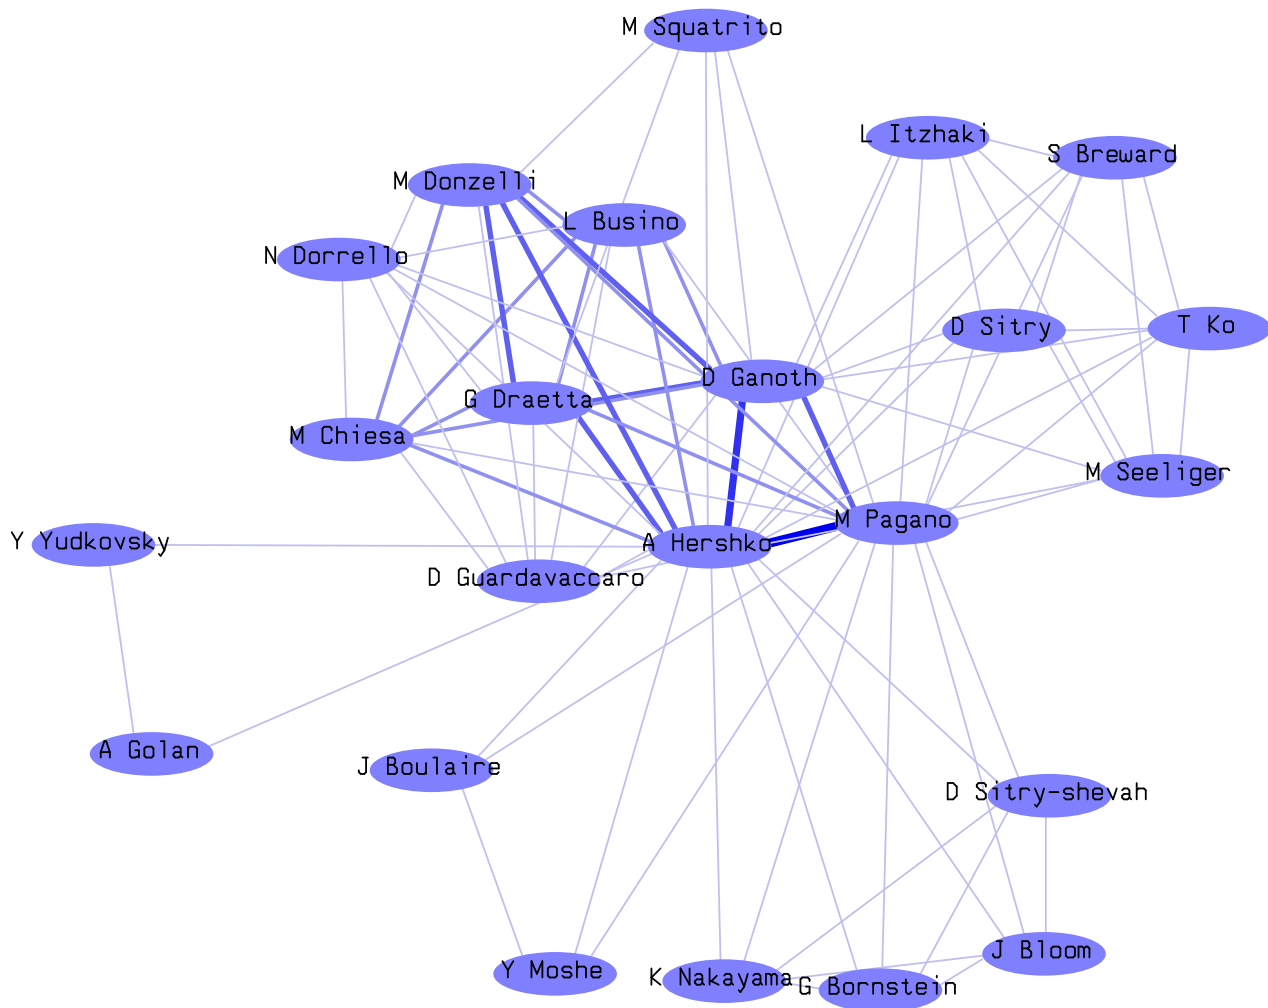 M Squatrito
L Itzhaki
S Breward
M Donzelli
L Busino
N Dorrello
D Sitry
T Ko
D Ganoth
G Draetta
M Chiesa
M Seeliger
M Pagano
Y Yudkovsky
A Hershko
D Guardavaccaro
A Golan
J Boulaire
D Sitry-shevah
J Bloom
Y Moshe
K Nakayama
G Bornstein